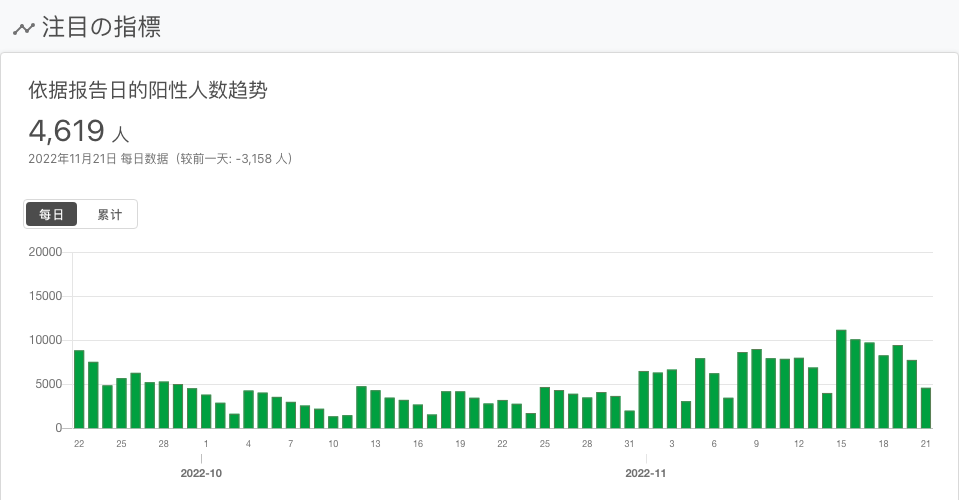 注目の指標
依据报告日的阳性人数趋势
4,619 人
2022年11月21日 每日数据（较前一天: -3,158 人）
每日 累计
20000
15000
10000
5000
0
22 25 28 1 4 7 10 13 16 19 22 25 28 31 3 6 9 12 15 18 21
2022-10 2022-11